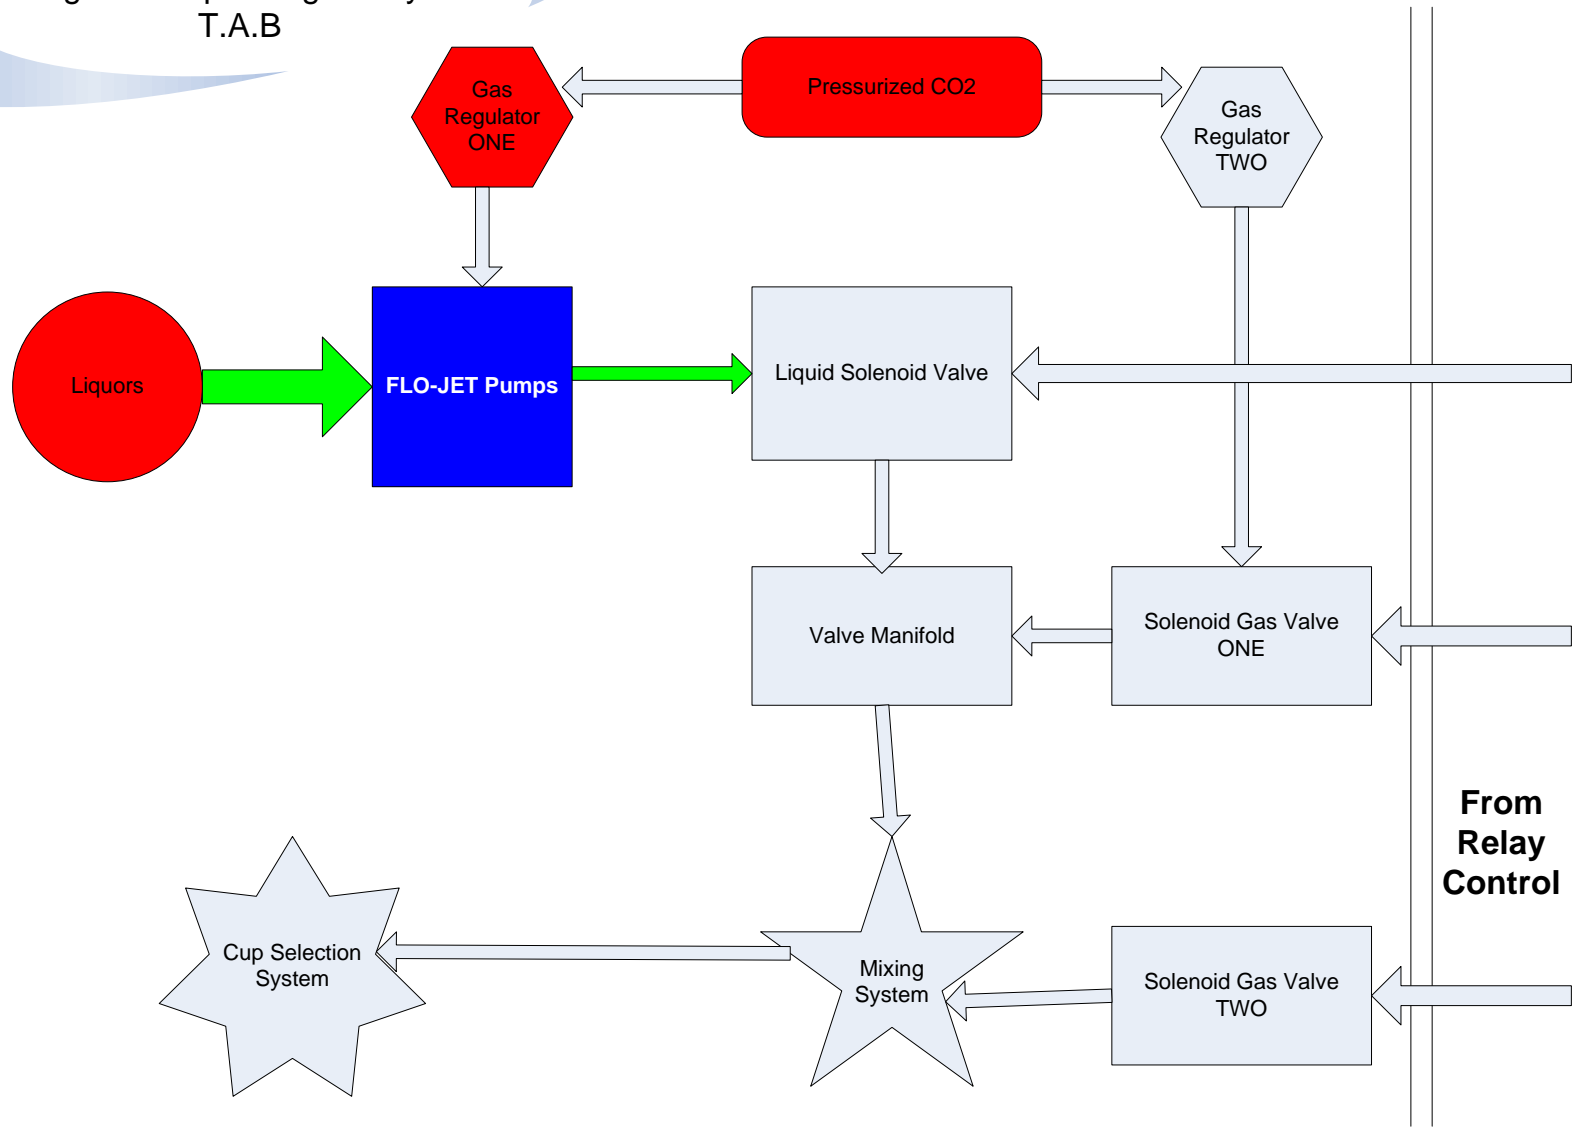 T.A.B
Gas
Regulator
ONE
Pressurized CO2
Gas
Regulator
TWO
Liquors
FLO-JET Pumps
Liquid Solenoid Valve
Valve Manifold
Solenoid Gas Valve
ONE
From
Relay
Control
Cup Selection
System
Mixing
System
Solenoid Gas Valve
TWO